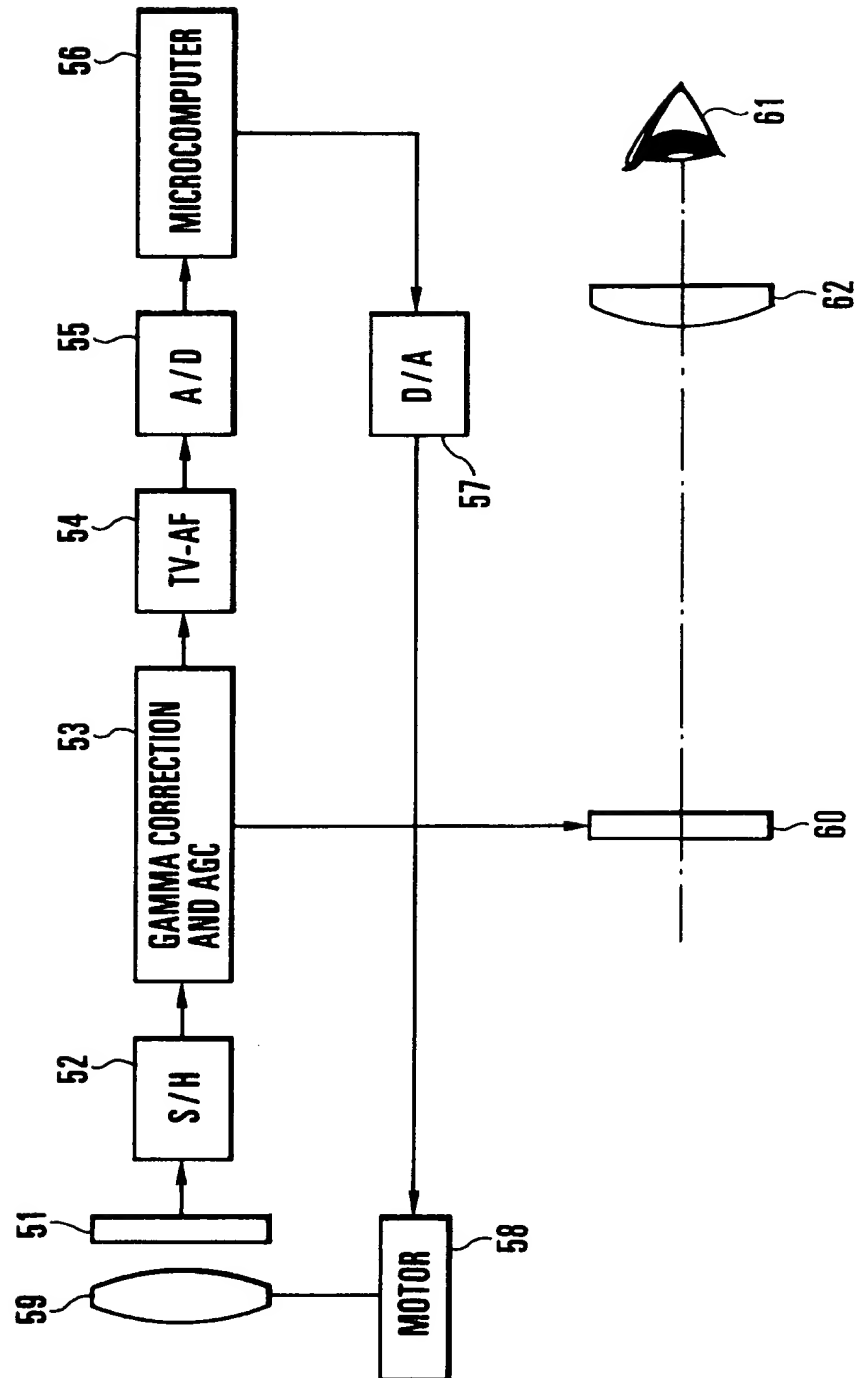 59
51
52
S/H
53
GAMMA CORRECTION
AND AGC
54
TV-AF
55
A/D
56
MICROCOMPUTER
MOTOR
58
D/A
57
60
62
61